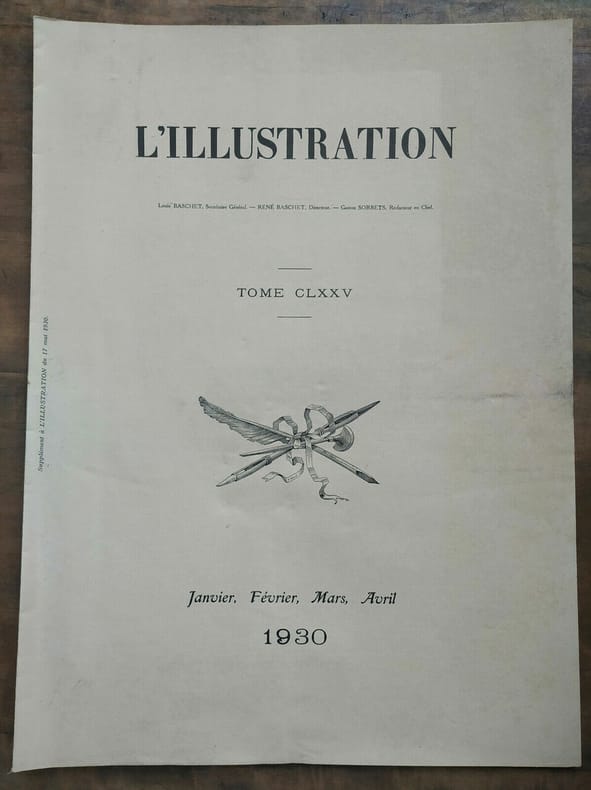 L'ILLUSTRATION
Louis BASCHET, Secrétaire Général. — RENÉ BASCHET, Directeur. — Gaston SORBETS, Rédacteur en Chef.
TOME CLXXV
Supplément à L'ILLUSTRATION du 17 mai 1930.
Janvier, Février, Mars, Avril
1930